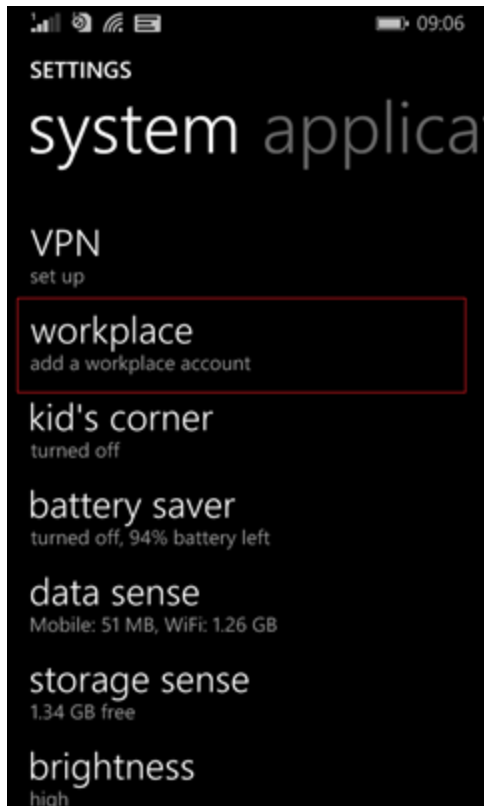 09:06
SETTINGS
system applica
VPN
set up
workplace
add a workplace account
kid's corner
turned off
battery saver
turned off, 94% battery left
data sense
Mobile: 51 MB, WiFi: 1.26 GB
storage sense
1.34 GB free
brightness
high